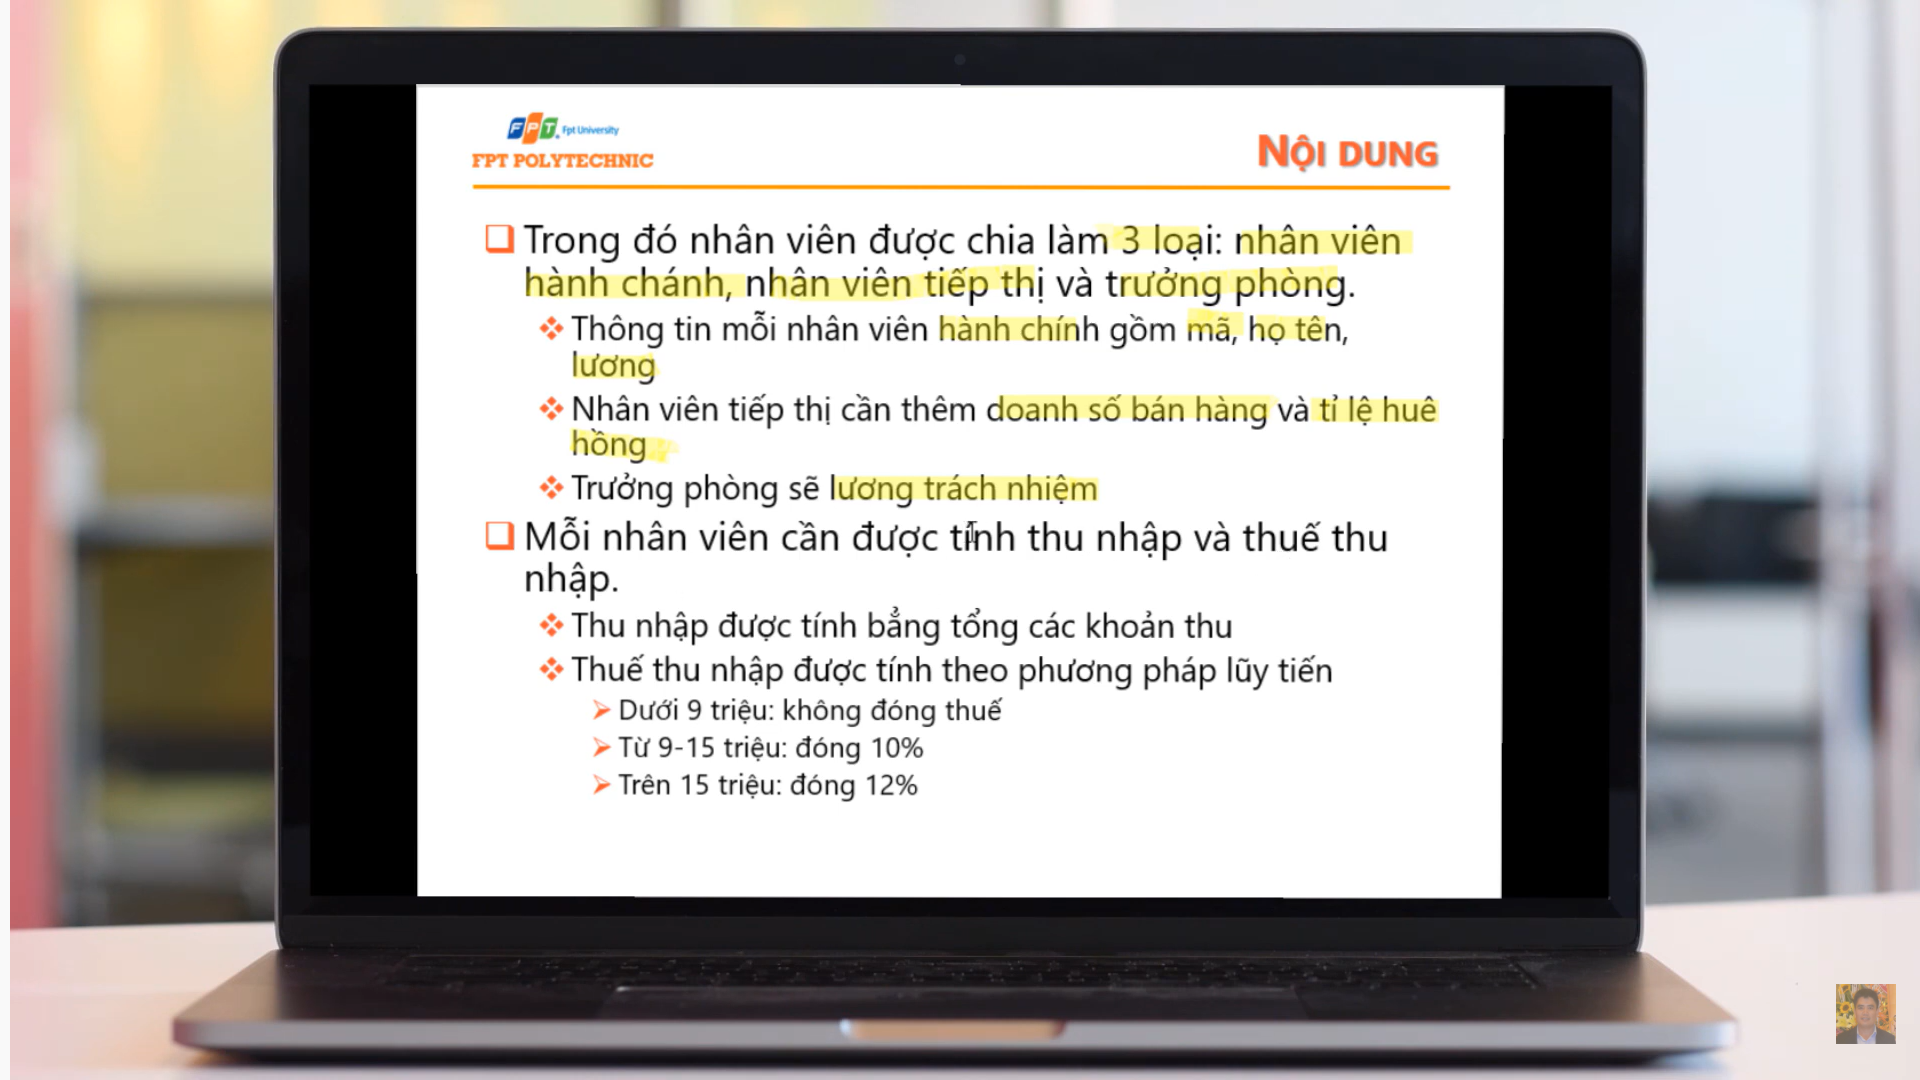 FPT Fpt University
FPT POLYTECHNIC
NỘI DUNG
Trong đó nhân viên được chia làm 3 loại: nhân viên
hành chánh, nhân viên tiếp thị và trưởng phòng.
Thông tin mỗi nhân viên hành chính gồm mã, họ tên,
lương
Nhân viên tiếp thị cần thêm doanh số bán hàng và tỉ lệ huê
hồng
Trưởng phòng sẽ lương trách nhiệm
Mỗi nhân viên cần được tính thu nhập và thuế thu
nhập.
Thu nhập được tính bẳng tổng các khoản thu
Thuế thu nhập được tính theo phương pháp lũy tiến
Dưới 9 triệu: không đóng thuế
Từ 9-15 triệu: đóng 10%
Trên 15 triệu: đóng 12%